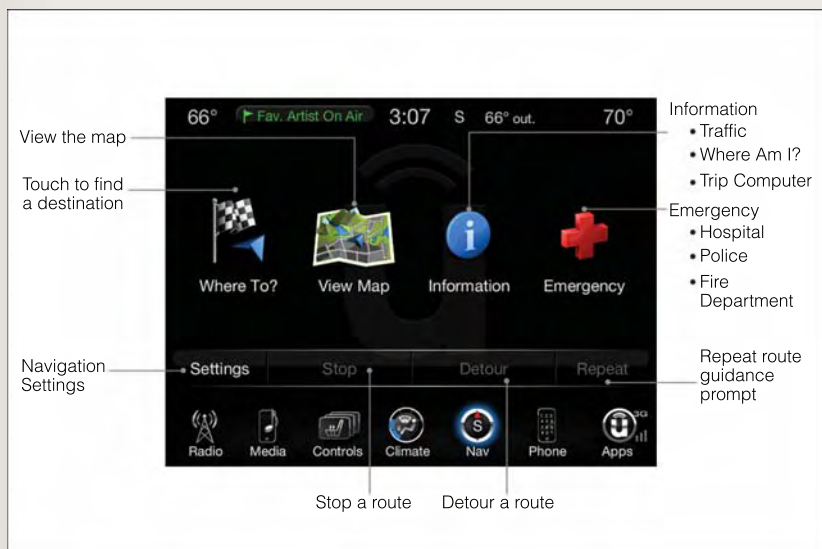 66° Fav. Artist On Air 3:07 S 66° out. 70°
View the map
Touch to find
a destination
Information
• Traffic
• Where Am I?
• Trip Computer
Emergency
• Hospital
• Police
• Fire
Department
Where To? View Map Information Emergency
Navigation
Settings
Settings Stop Detour Repeat
Repeat route
guidance
prompt
S
3G
Radio Media Controls Climate Nav Phone Apps
Stop a route Detour a route